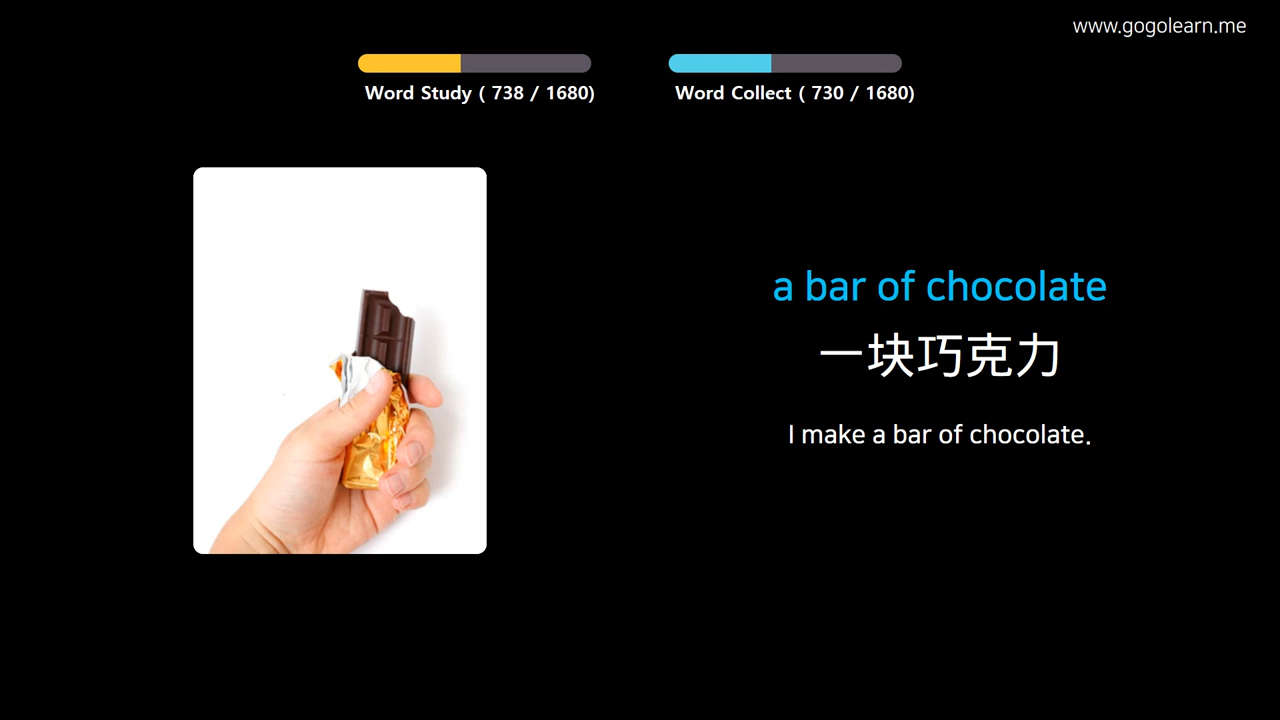 www.gogolearn.me
Word Study ( 738 / 1680)
Word Collect ( 730 / 1680)
a bar of chocolate
一块巧克力
I make a bar of chocolate.